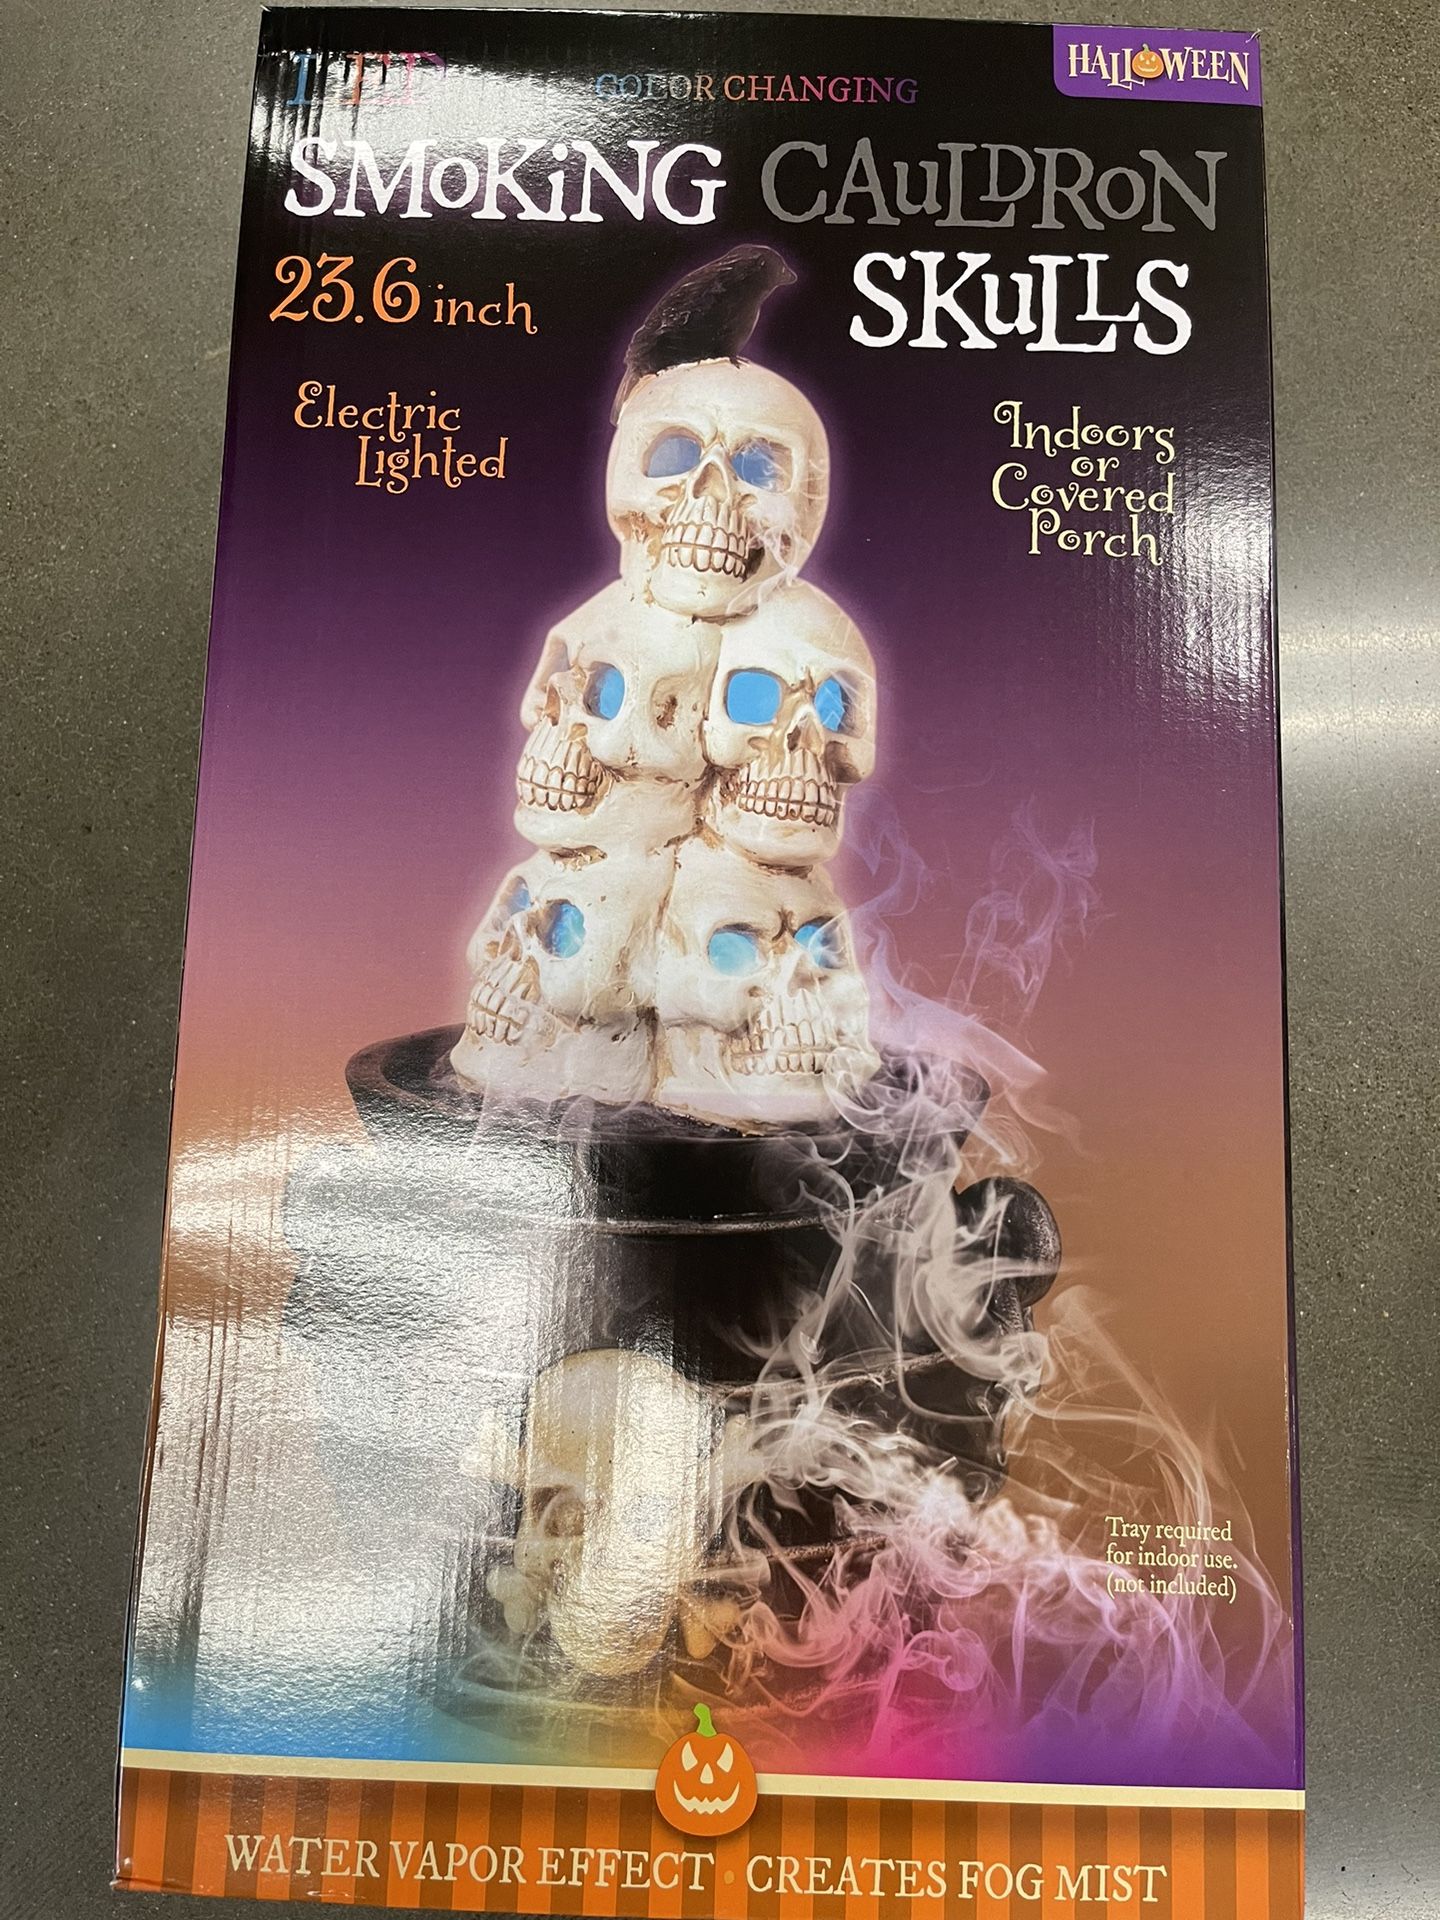 LED COLOR CHANGING
HALLOWEEN
SMOKiNG CAuLDRoN
SKuLLS
23.6 inch
Electric
Lighted
Indoors
or
Covered
Porch
Tray required
for indoor use.
(not included)
WATER VAPOR EFFECT • CREATES FOG MIST